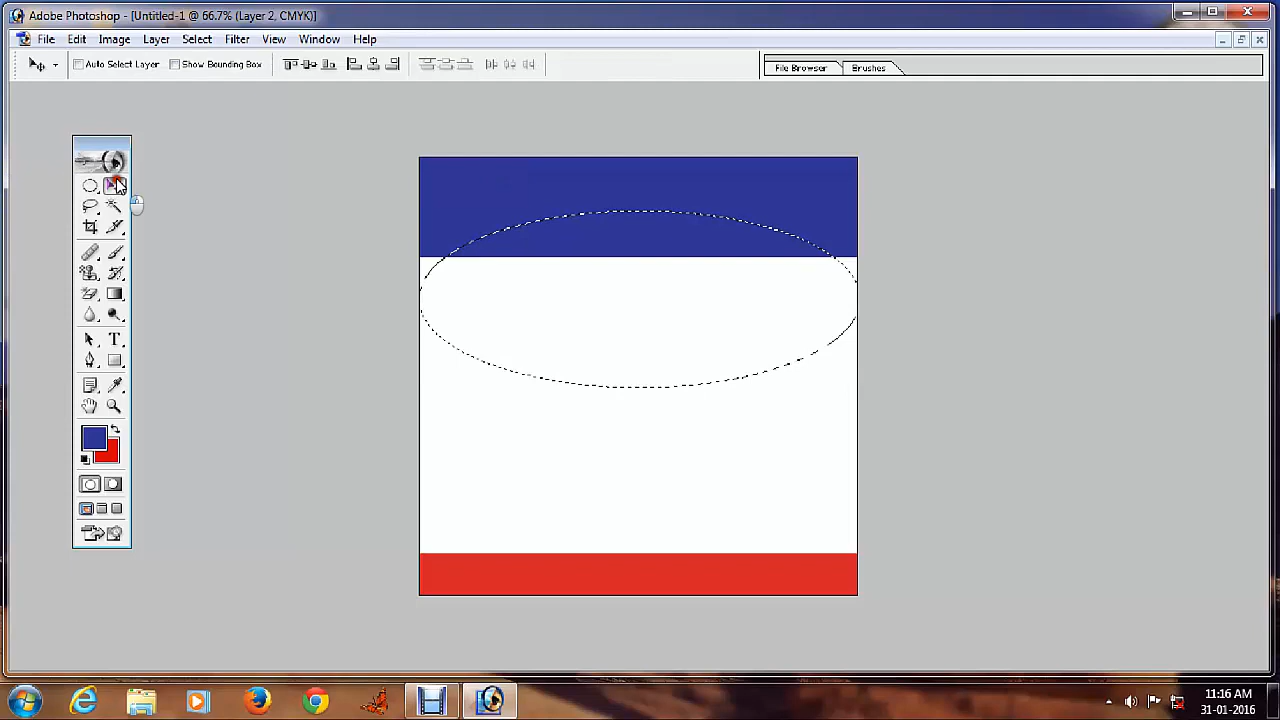 Adobe Photoshop - [Untitled-1 @ 66.7% (Layer 2, CMYK)]
File Edit Image Layer Select Filter View Window Help
Auto Select Layer Show Bounding Box File Browser Brushes
T
11:16 AM
31-01-2016